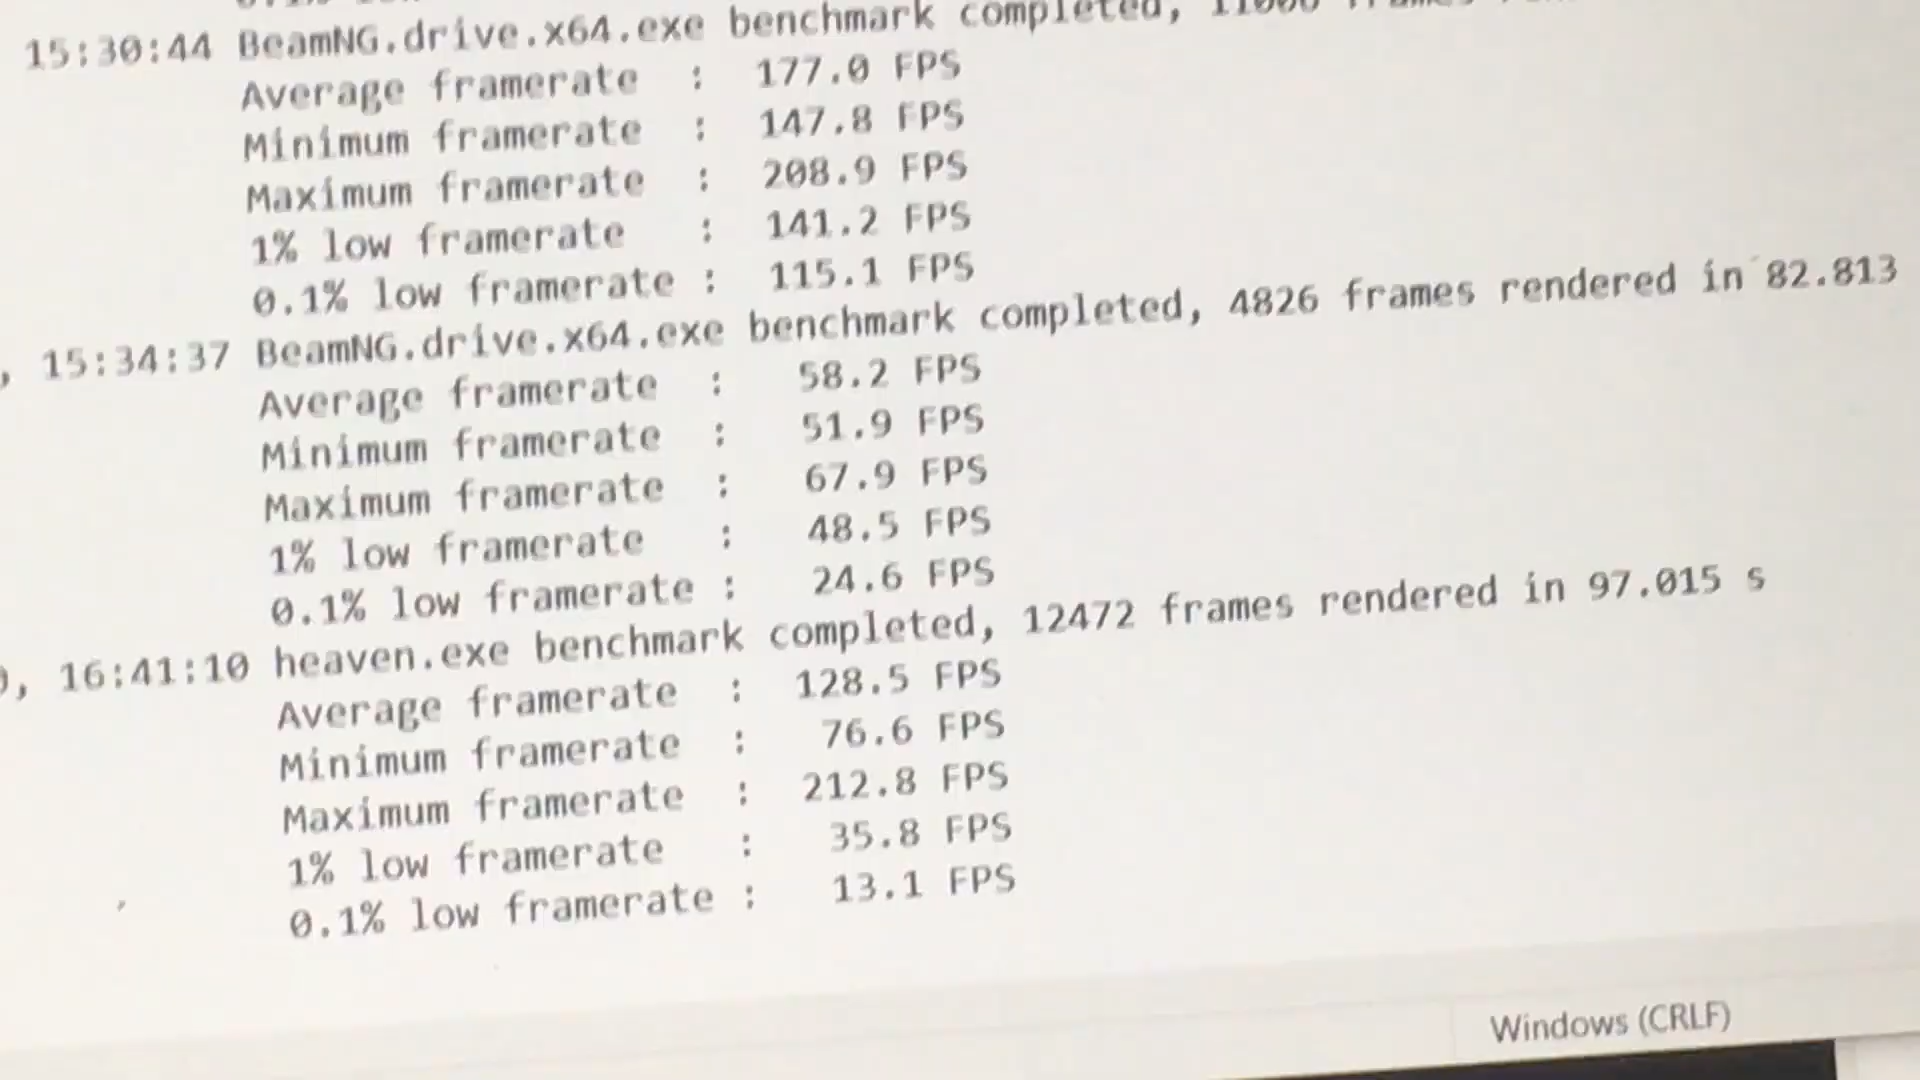 15:30:44 BeamNG.drive.x64.exe benchmark completed,
Average framerate : 177.0 FPS
Minimum framerate : 147.8 FPS
Maximum framerate : 208.9 FPS
1% low framerate : 141.2 FPS
0.1% low framerate : 115.1 FPS
, 15:34:37 BeamNG.drive.x64.exe benchmark completed, 4826 frames rendered in 82.813
Average framerate : 58.2 FPS
Minimum framerate : 51.9 FPS
Maximum framerate : 67.9 FPS
1% low framerate : 48.5 FPS
0.1% low framerate : 24.6 FPS
, 16:41:10 heaven.exe benchmark completed, 12472 frames rendered in 97.015 s
Average framerate : 128.5 FPS
Minimum framerate : 76.6 FPS
Maximum framerate : 212.8 FPS
1% low framerate : 35.8 FPS
0.1% low framerate : 13.1 FPS
Windows (CRLF)